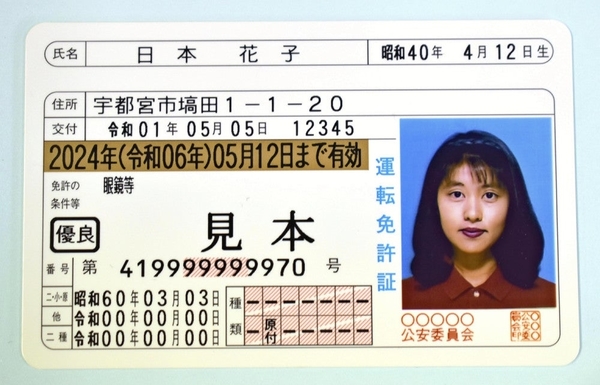 氏名 日本 花子 昭和40年 4月12日生
住所 宇都宮市塙田1-1-20
交付 令和01年05月05日 12345
2024年(令和06年)05月12日まで有効
免許の 眼鏡等
条件等
優良
見本
番号 第 419999999970 号
二・小・原 昭和60年03月03日
他 令和00年00月00日
二種 令和00年00月00日
種類
原付
運転免許証
〇〇〇〇〇
公安委員会